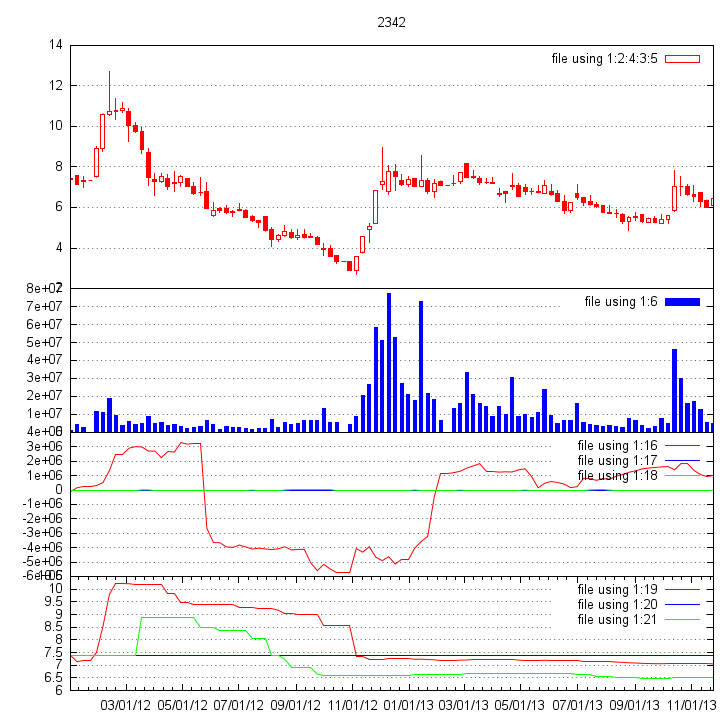 2342
14
file using 1:2:4:3:5
12
10
8
6
4
2
8e+07
file using 1:6
7e+07
6e+07
5e+07
4e+07
3e+07
2e+07
1e+07
0
4e+06
file using 1:16
3e+06
file using 1:17
2e+06
file using 1:18
1e+06
0
-1e+06
-2e+06
-3e+06
-4e+06
-5e+06
-6e+06
file using 1:19
10
file using 1:20
9.5
file using 1:21
9
8.5
8
7.5
7
6.5
6
03/01/12 05/01/12 07/01/12 09/01/12 11/01/12 01/01/13 03/01/13 05/01/13 07/01/13 09/01/13 11/01/13